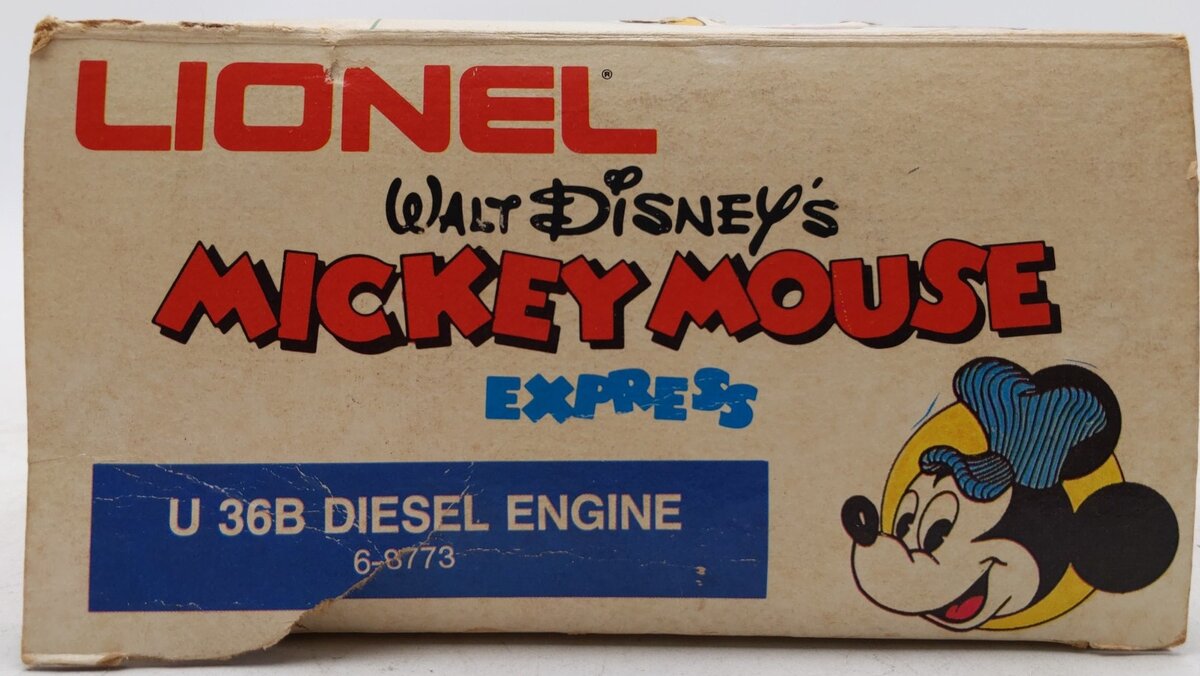 LIONEL®
WALT DISNEY'S
MICKEY MOUSE
EXPRESS
U 36B DIESEL ENGINE
6-8773